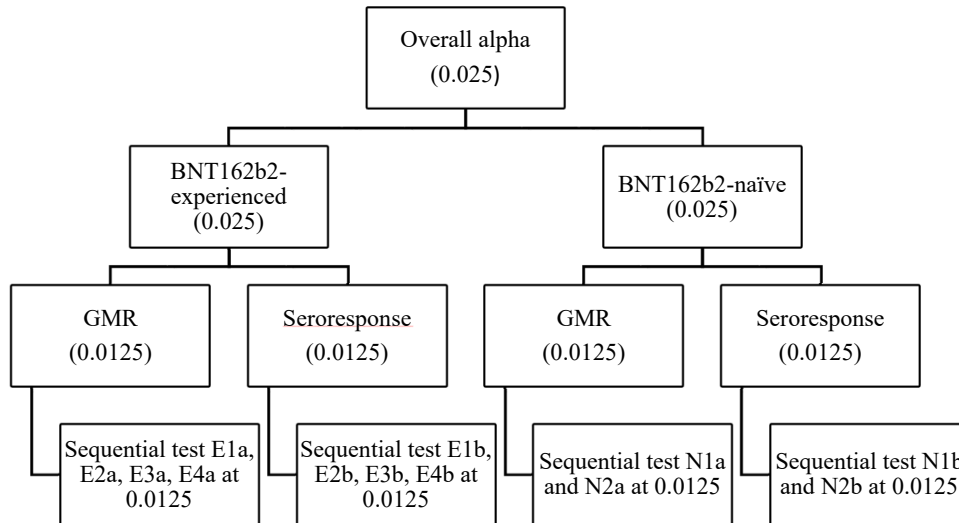 Overall alpha
(0.025)
BNT162b2-
experienced
(0.025)
BNT162b2-naïve
(0.025)
GMR
(0.0125)
Seroresponse
(0.0125)
GMR
(0.0125)
Seroresponse
(0.0125)
Sequential test E1a,
E2a, E3a, E4a at
0.0125
Sequential test E1b,
E2b, E3b, E4b at
0.0125
Sequential test N1a
and N2a at 0.0125
Sequential test N1b
and N2b at 0.0125